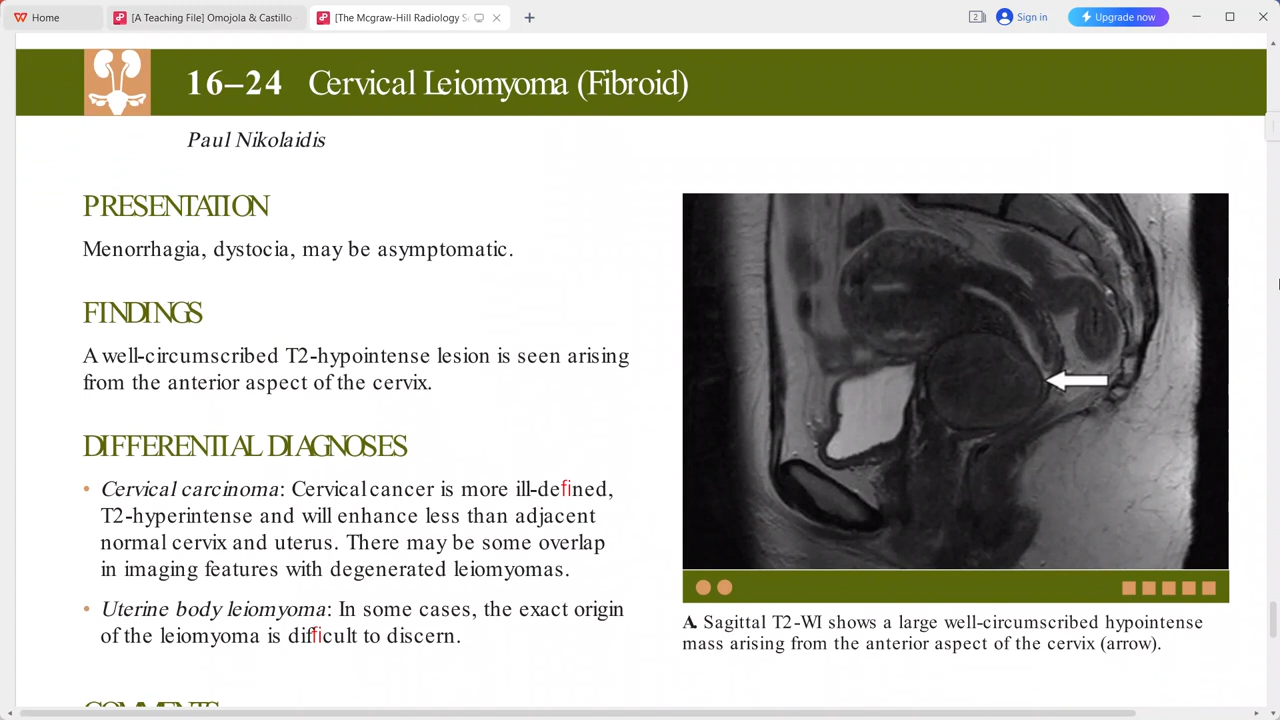 Home
[A Teaching File] Omojola & Castillo
[The Mcgraw-Hill Radiology S
2
Sign in
Upgrade now
16–24 Cervical Leiomyoma (Fibroid)
Paul Nikolaidis
PRESENTATION
Menorrhagia, dystocia, may be asymptomatic.
FINDINGS
A well-circumscribed T2-hypointense lesion is seen arising
from the anterior aspect of the cervix.
DIFFERENTIAL DIAGNOSES
• Cervical carcinoma: Cervical cancer is more ill-defined,
T2-hyperintense and will enhance less than adjacent
normal cervix and uterus. There may be some overlap
in imaging features with degenerated leiomyomas.
• Uterine body leiomyoma: In some cases, the exact origin
of the leiomyoma is difficult to discern.
COMMENTS
A. Sagittal T2-WI shows a large well-circumscribed hypointense
mass arising from the anterior aspect of the cervix (arrow).